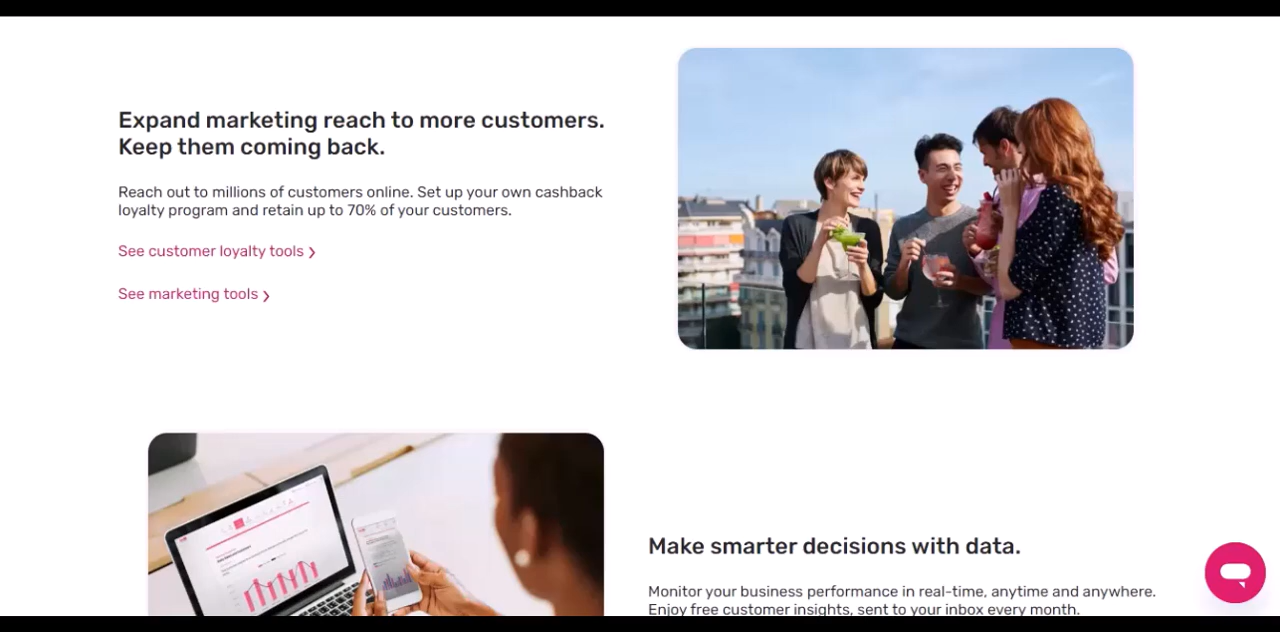 Expand marketing reach to more customers.
Keep them coming back.
Reach out to millions of customers online. Set up your own cashback
loyalty program and retain up to 70% of your customers.
See customer loyalty tools
See marketing tools
Make smarter decisions with data.
Monitor your business performance in real-time, anytime and anywhere.
Enjoy free customer insights, sent to your inbox every month.